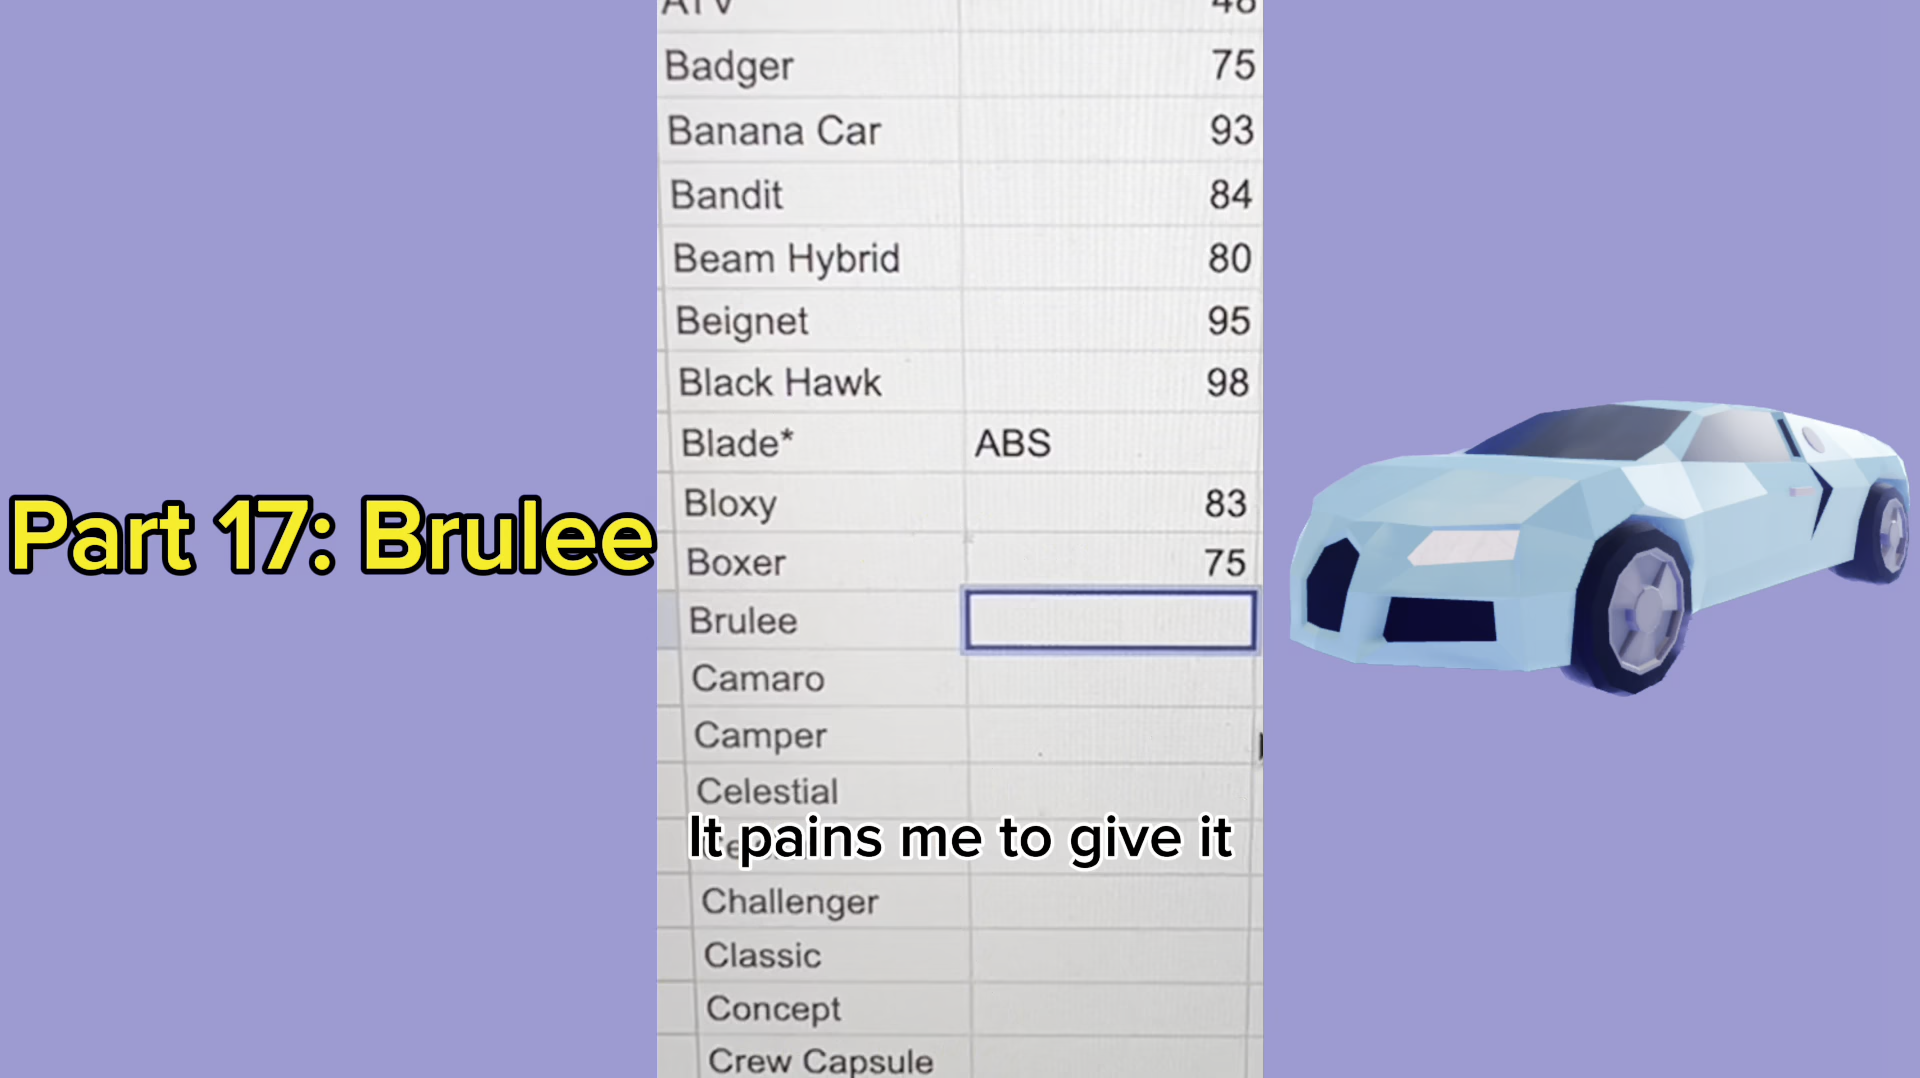 ATV 48
Badger 75
Banana Car 93
Bandit 84
Beam Hybrid 80
Beignet 95
Black Hawk 98
Blade* ABS
Bloxy 83
Boxer 75
Part 17: Brulee
Brulee
Camaro
Camper
Celestial
It pains me to give it
Challenger
Classic
Concept
Crew Capsule